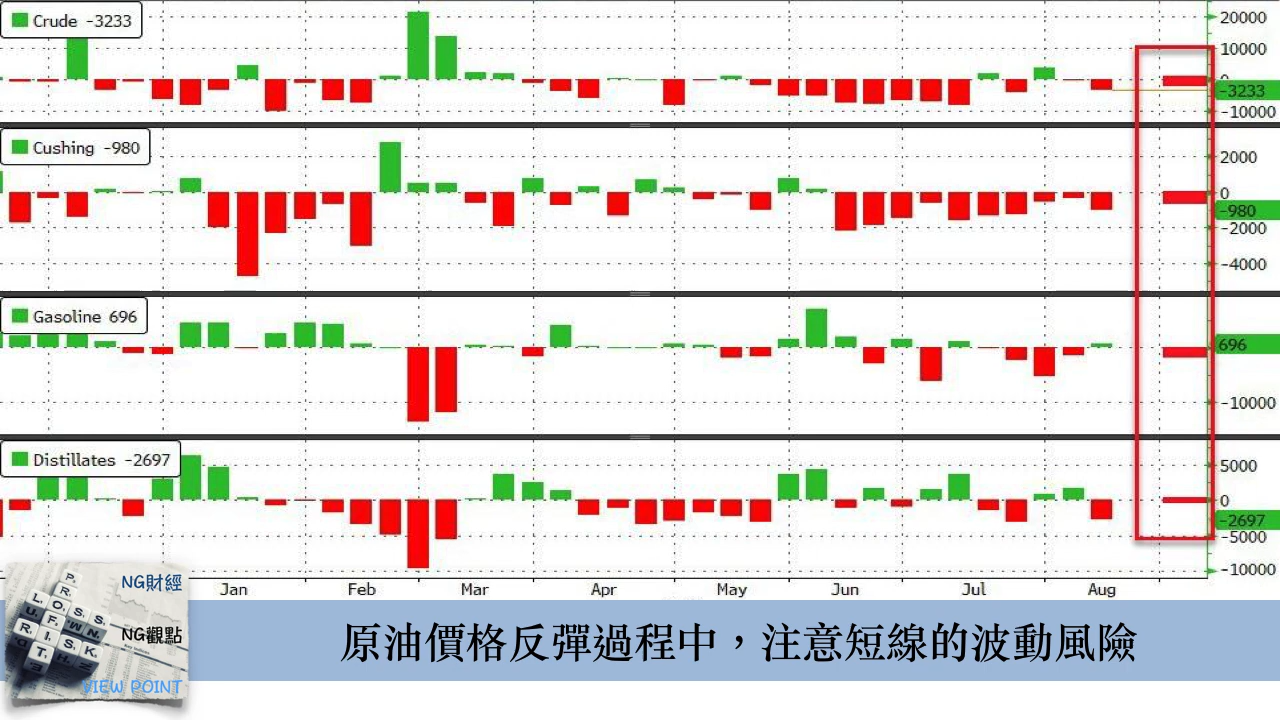 Crude -3233
20000
10000
0
-3233
-10000
Cushing -980
2000
0
-980
-2000
-4000
Gasoline 696
696
-10000
Distillates -2697
5000
0
-2697
-5000
-10000
Jan Feb Mar Apr May Jun Jul Aug
NG財經
NG觀點
VIEW POINT
原油價格反彈過程中，注意短線的波動風險